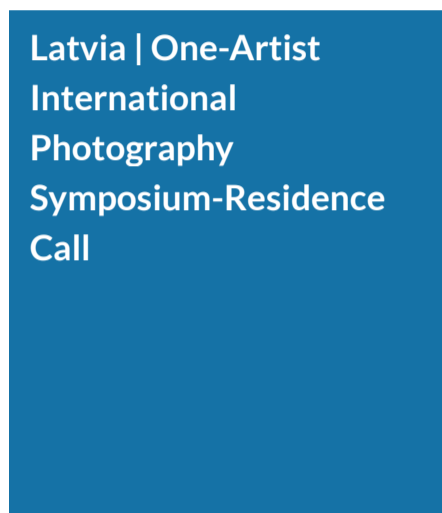 Latvia | One-Artist
International
Photography
Symposium-Residence
Call